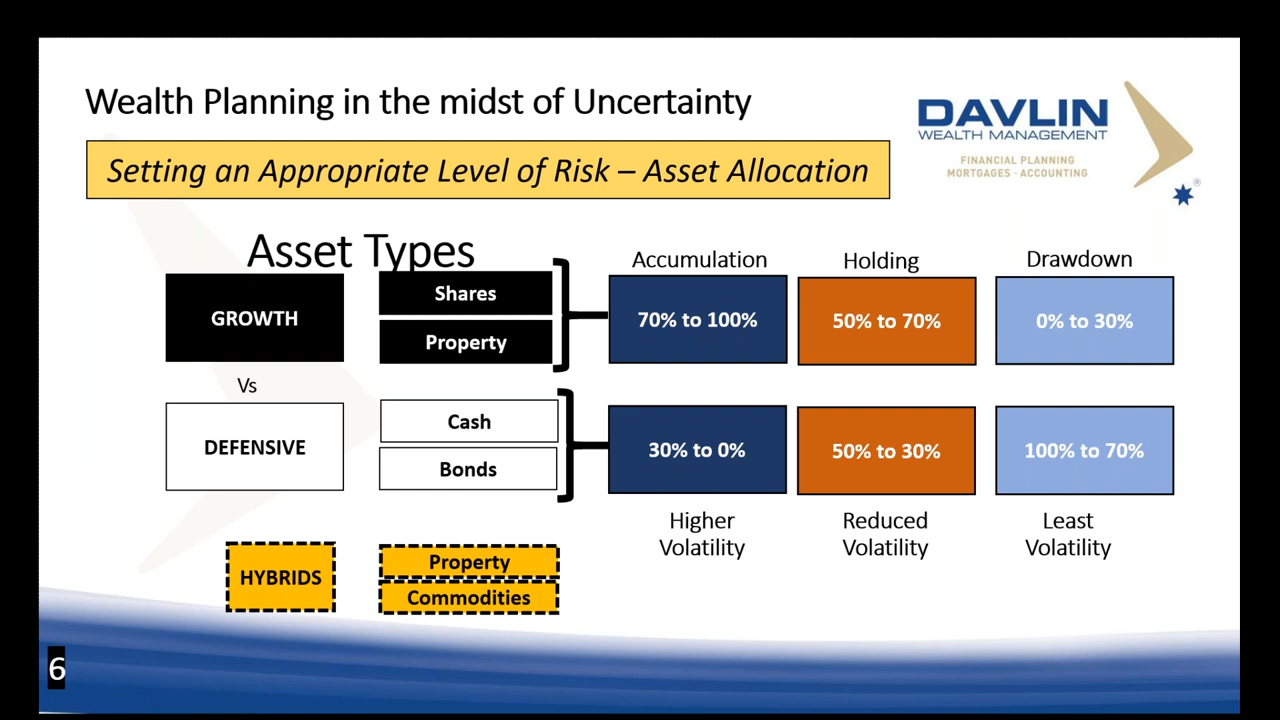 Wealth Planning in the midst of Uncertainty
DAVLIN
WEALTH MANAGEMENT
FINANCIAL PLANNING
MORTGAGES · ACCOUNTING
®
Setting an Appropriate Level of Risk – Asset Allocation
Asset Types
Accumulation
Holding
Drawdown
GROWTH
Shares
Property
70% to 100%
50% to 70%
0% to 30%
Vs
DEFENSIVE
Cash
Bonds
30% to 0%
50% to 30%
100% to 70%
Higher
Volatility
Reduced
Volatility
Least
Volatility
HYBRIDS
Property
Commodities
6